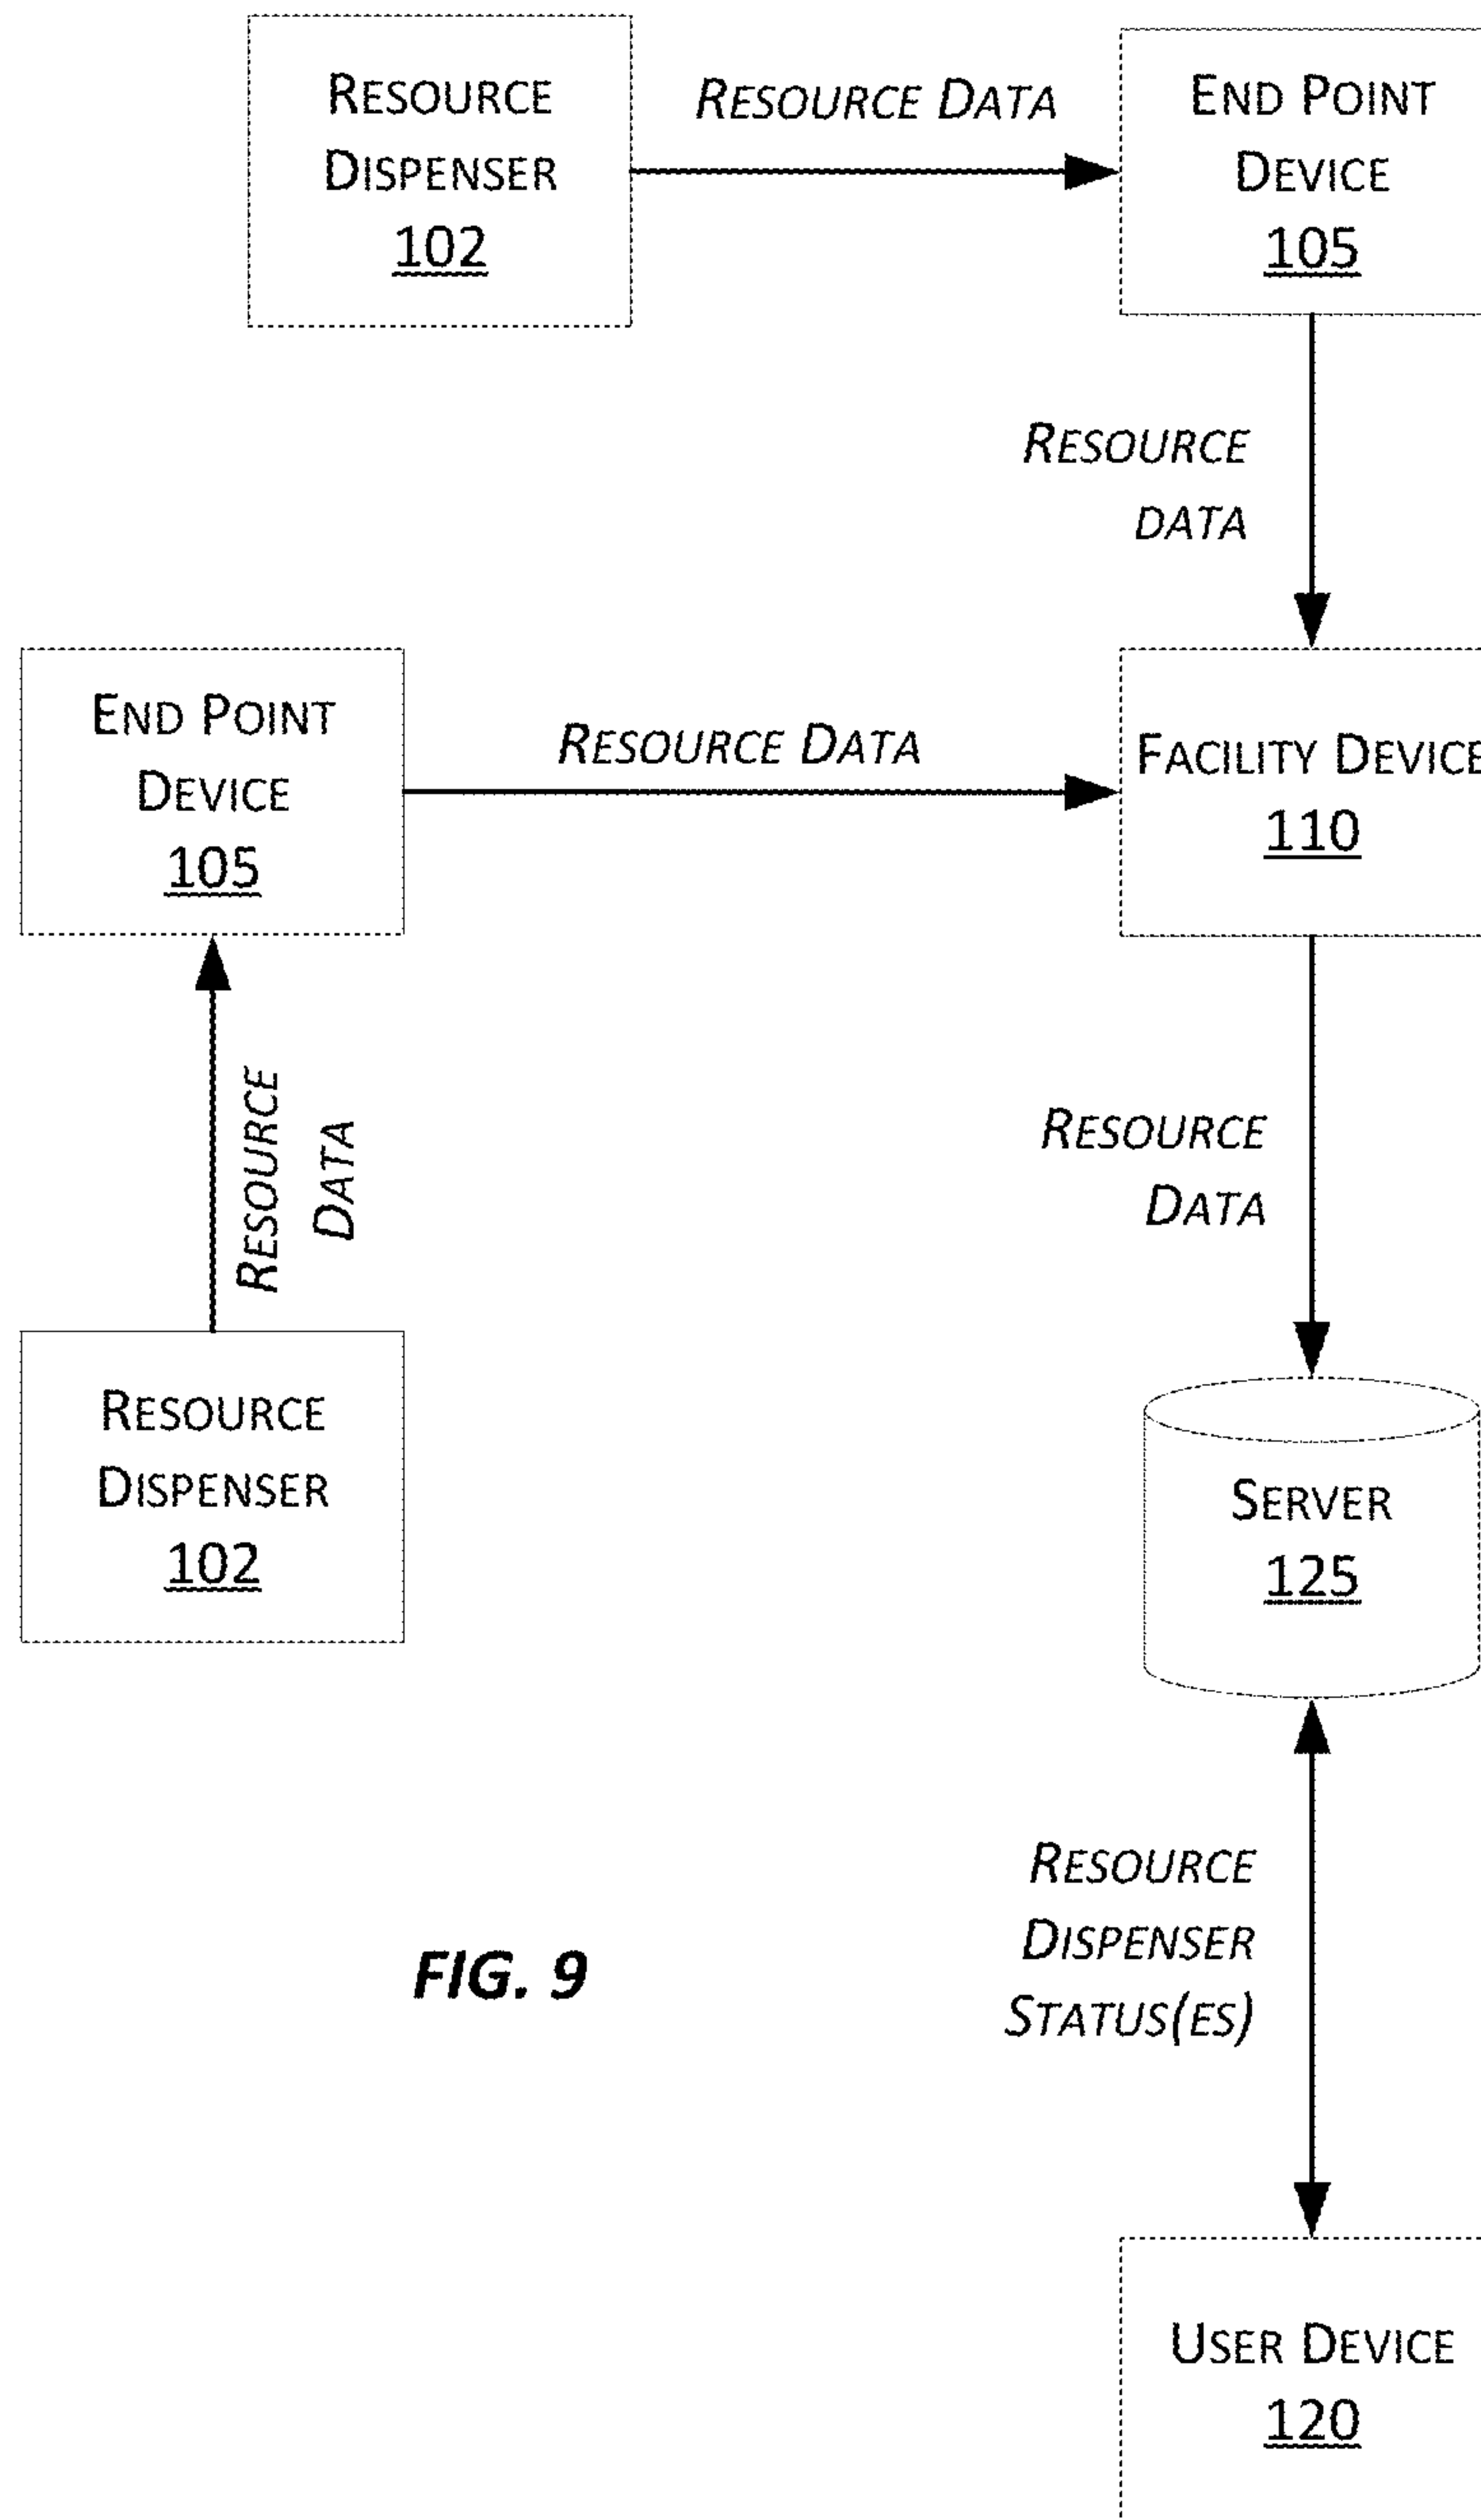 RESOURCE
DISPENSER
102
RESOURCE DATA
END POINT
DEVICE
105
RESOURCE
DATA
END POINT
DEVICE
105
RESOURCE DATA
FACILITY DEVICE
110
RESOURCE
DATA
RESOURCE
DATA
RESOURCE
DISPENSER
102
SERVER
125
RESOURCE
DISPENSER
STATUS(ES)
FIG. 9
USER DEVICE
120